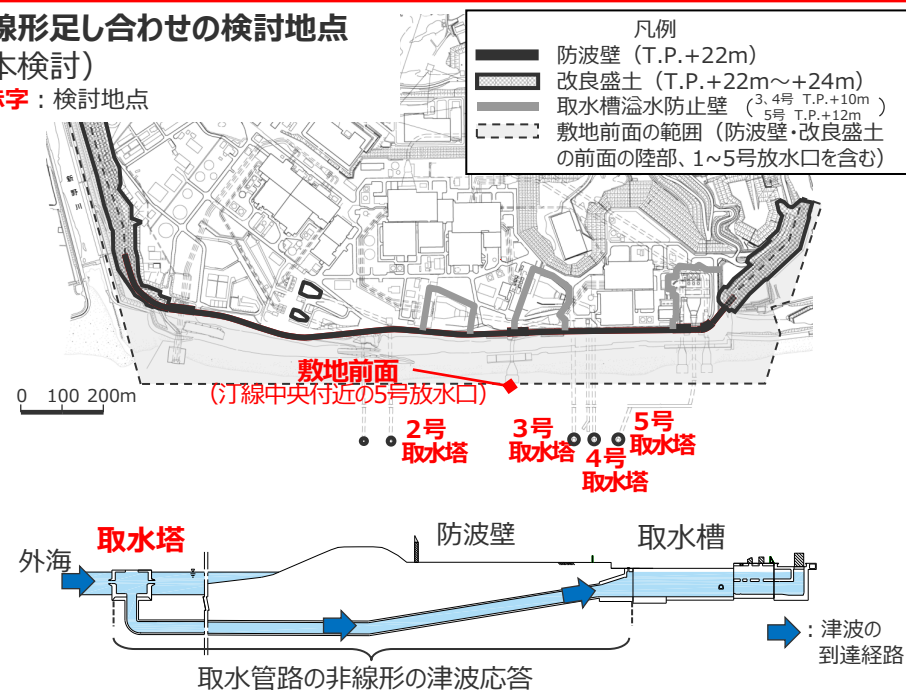 線形足し合わせの検討地点
本検討）
赤字：検討地点
凡例
防波壁（T.P.+22m）
改良盛土（T.P.+22m～+24m）
取水槽溢水防止壁（3、4号 T.P.+10m
5号 T.P.+12m）
敷地前面の範囲（防波壁・改良盛土
の前面の陸部、1~5号放水口を含む）
新野川
敷地前面
（汀線中央付近の5号放水口）
0 100 200m
2号
取水塔
3号
取水塔
4号
取水塔
5号
取水塔
外海
取水塔
防波壁
取水槽
取水管路の非線形の津波応答
：津波の
到達経路